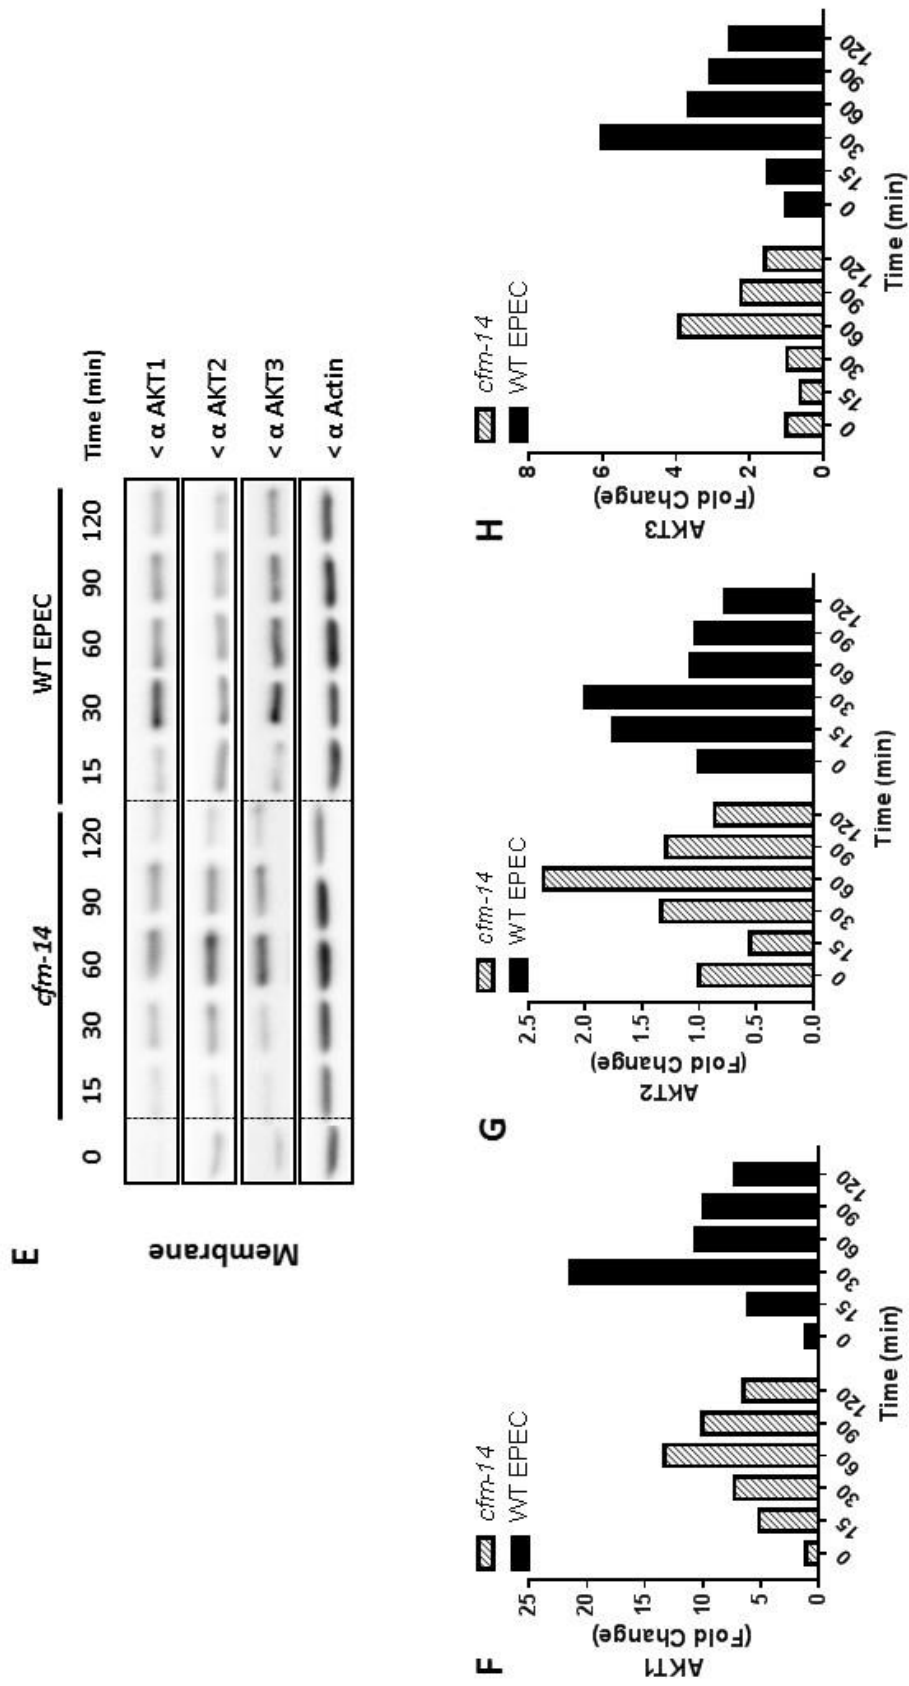 E
cfm-14 WT EPEC
0 15 30 60 90 120 15 30 60 90 120 Time (min)
Membrane
< α AKT1
< α AKT2
< α AKT3
< α Actin
F
cfm-14
WT EPEC
AKT1
(Fold Change)
25
20
15
10
5
0
0 15 30 60 90 120 0 15 30 60 90 120
Time (min)
G
cfm-14
WT EPEC
AKT2
(Fold Change)
2.5
2.0
1.5
1.0
0.5
0.0
0 15 30 60 90 120 0 15 30 60 90 120
Time (min)
H
cfm-14
WT EPEC
AKT3
(Fold Change)
8
6
4
2
0
0 15 30 60 90 120 0 15 30 60 90 120
Time (min)